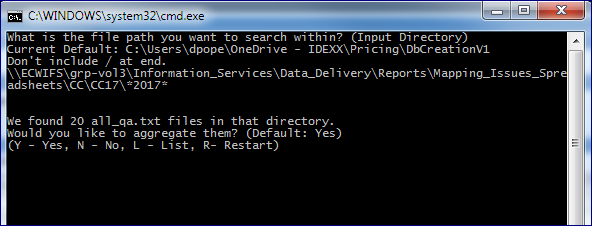 C:\WINDOWS\system32\cmd.exe
What is the file path you want to search within? (Input Directory)
Current Default: C:\Users\dpope\OneDrive - IDEXX\Pricing\DbCreationV1
Don't include / at end.
\\ECWIFS\grp-vol3\Information_Services\Data_Delivery\Reports\Mapping_Issues_Spre
adsheets\CC\CC17\*2017*
We found 20 all_qa.txt files in that directory.
Would you like to aggregate them? (Default: Yes)
(Y - Yes, N - No, L - List, R- Restart)